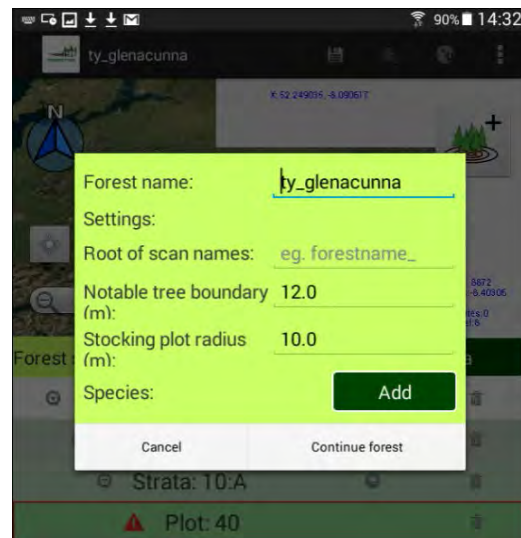 90% 14:32
ty_glenacunna
X: 52.249035, -8.090617
N
+
Forest name: ty_glenacunna
Settings:
Root of scan names: eg. forestname_
Notable tree boundary (m): 12.0
Stocking plot radius (m): 10.0
Species: Add
Cancel Continue forest
Forest
Strata: 10:A
Plot: 40